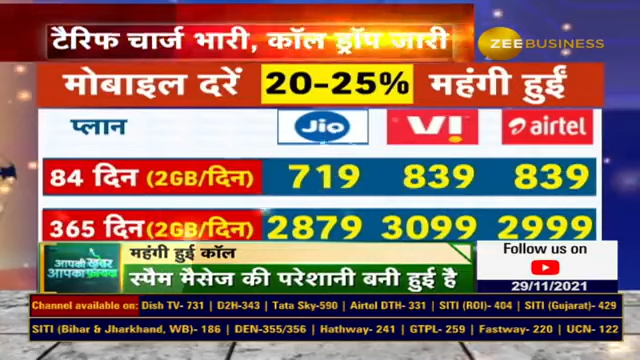 टैरिफ चार्ज भारी, कॉल ड्रॉप जारी
ZEEBUSINESS
मोबाइल दरें 20-25% महंगी हुईं
प्लान Jio Vi airtel
84 दिन (2GB/दिन) 719 839 839
365 दिन (2GB/दिन) 2879 3099 2999
आपकी खबर आपका फायदा
महंगी हुई कॉल
स्पैम मैसेज की परेशानी बनी हुई है
Follow us on
29/11/2021
Channel available on: Dish TV- 731 | D2H-343 | Tata Sky-590 | Airtel DTH- 331 | SITI (ROI)- 404 | SITI (Gujarat)- 429
SITI (Bihar & Jharkhand, WB)- 186 | DEN-355/356 | Hathway- 241 | GTPL- 259 | Fastway- 220 | UCN- 122